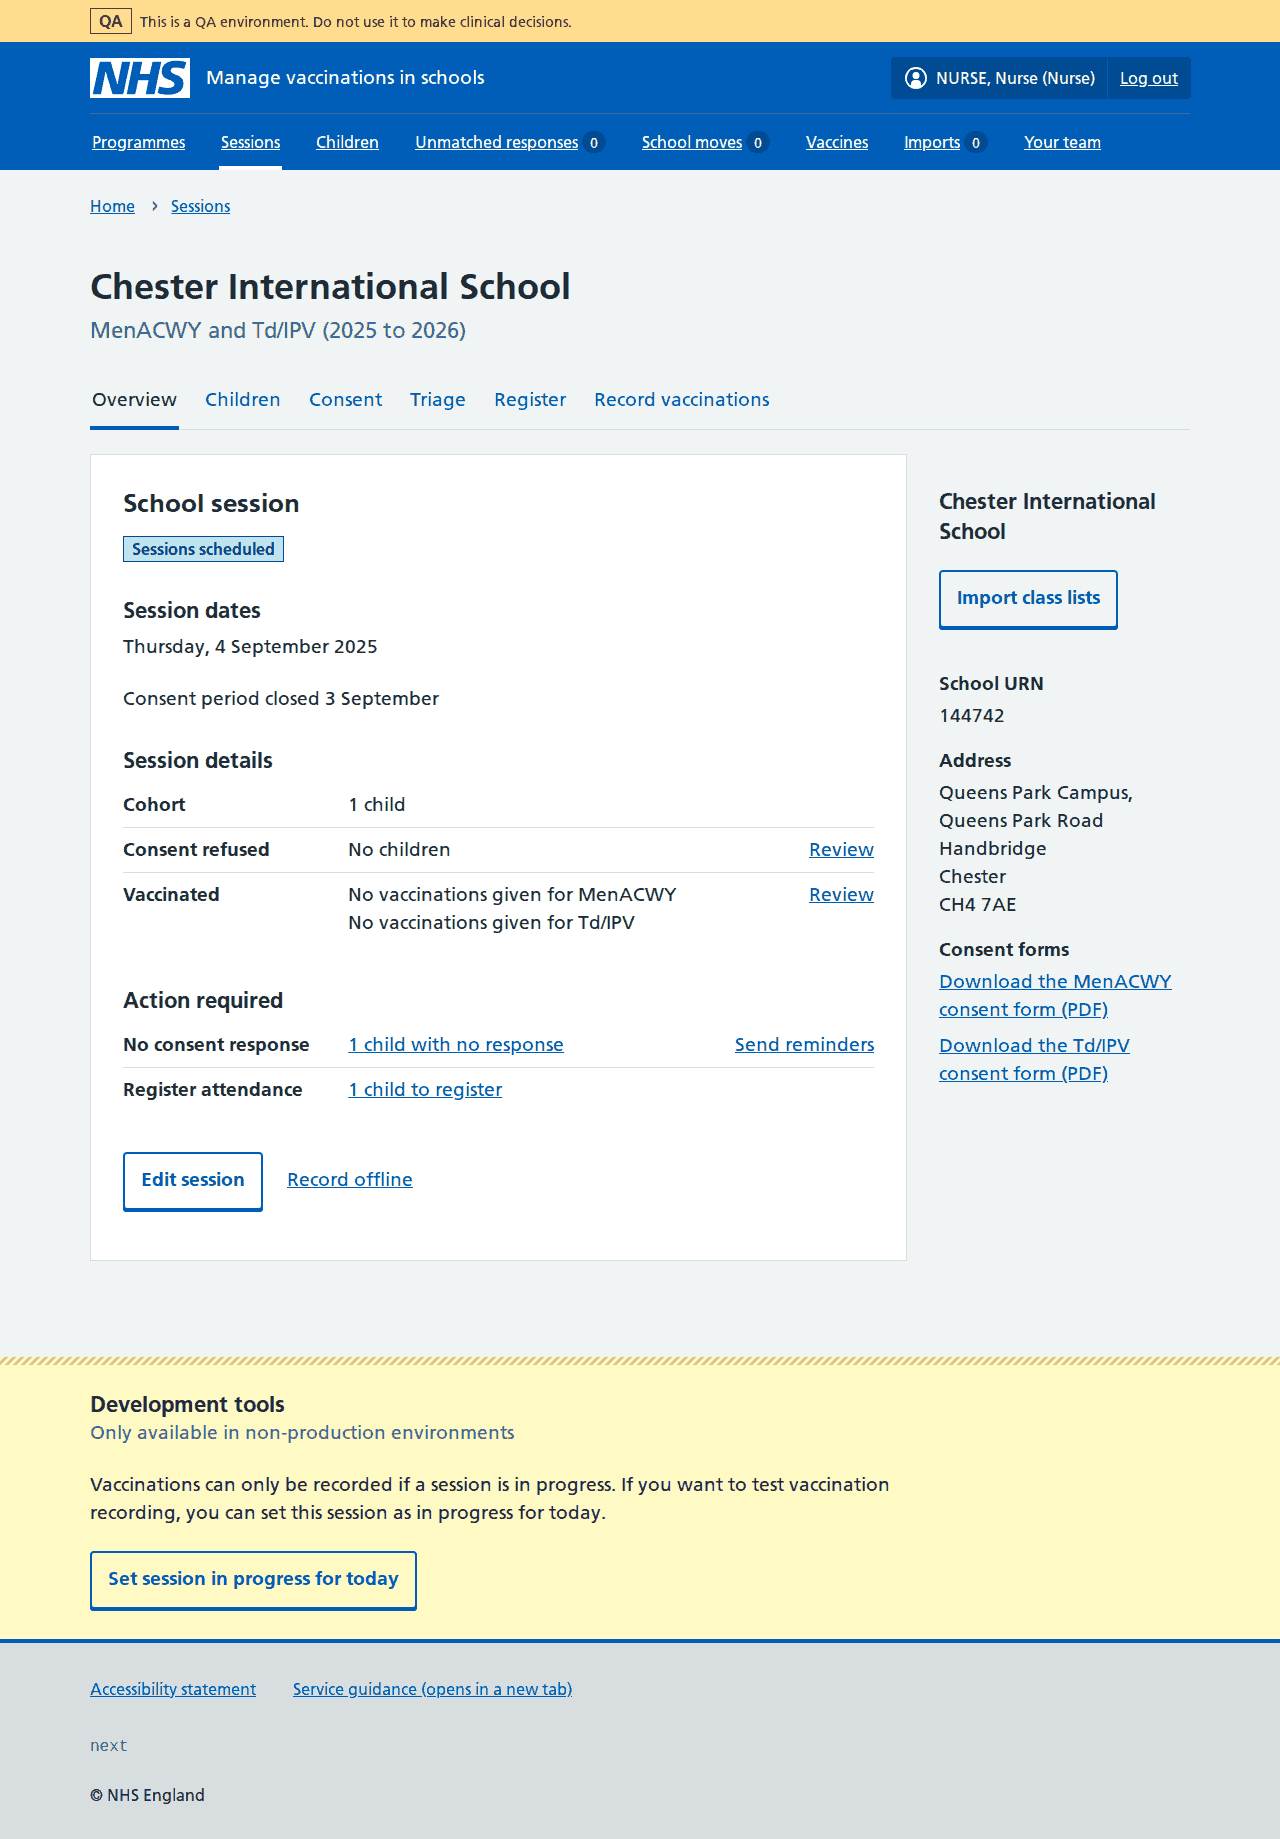 QA This is a QA environment. Do not use it to make clinical decisions.
NHS Manage vaccinations in schools NURSE, Nurse (Nurse) Log out
Programmes Sessions Children Unmatched responses 0 School moves 0 Vaccines Imports 0 Your team
Home › Sessions
Chester International School
MenACWY and Td/IPV (2025 to 2026)
Overview Children Consent Triage Register Record vaccinations
School session
Sessions scheduled
Session dates
Thursday, 4 September 2025
Consent period closed 3 September
Session details
Cohort 1 child
Consent refused No children Review
Vaccinated No vaccinations given for MenACWY Review
No vaccinations given for Td/IPV
Action required
No consent response 1 child with no response Send reminders
Register attendance 1 child to register
Edit session Record offline
Chester International
School
Import class lists
School URN
144742
Address
Queens Park Campus,
Queens Park Road
Handbridge
Chester
CH4 7AE
Consent forms
Download the MenACWY
consent form (PDF)
Download the Td/IPV
consent form (PDF)
Development tools
Only available in non-production environments
Vaccinations can only be recorded if a session is in progress. If you want to test vaccination
recording, you can set this session as in progress for today.
Set session in progress for today
Accessibility statement Service guidance (opens in a new tab)
next
© NHS England